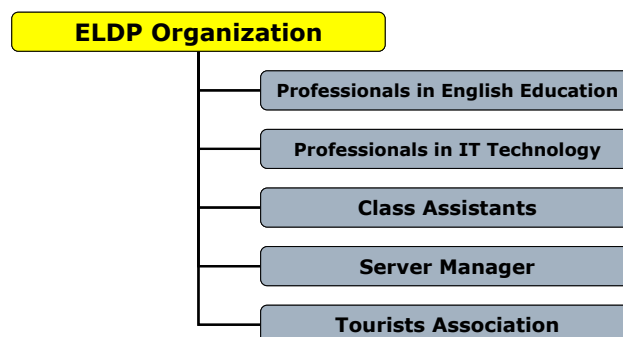 ELDP Organization
Professionals in English Education
Professionals in IT Technology
Class Assistants
Server Manager
Tourists Association